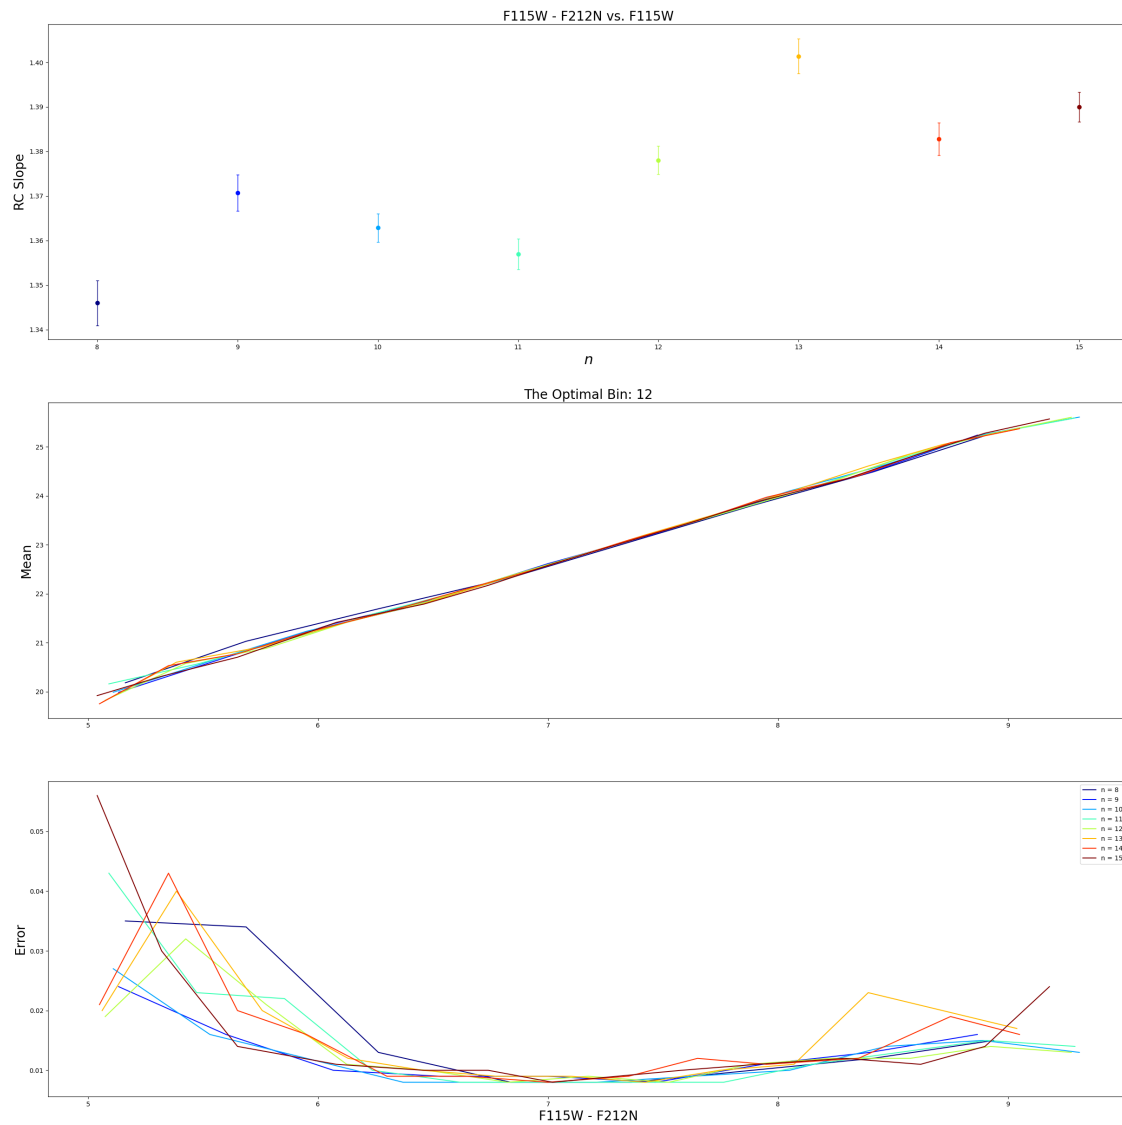 F115W - F212N vs. F115W
1.40
1.39
1.38
1.37
1.36
1.35
1.34
RC Slope
8 9 10 11 12 13 14 15
n
The Optimal Bin: 12
25
24
23
22
21
20
Mean
5 6 7 8 9
0.05
0.04
0.03
0.02
0.01
Error
n = 8
n = 9
n = 10
n = 11
n = 12
n = 13
n = 14
n = 15
5 6 7 8 9
F115W - F212N